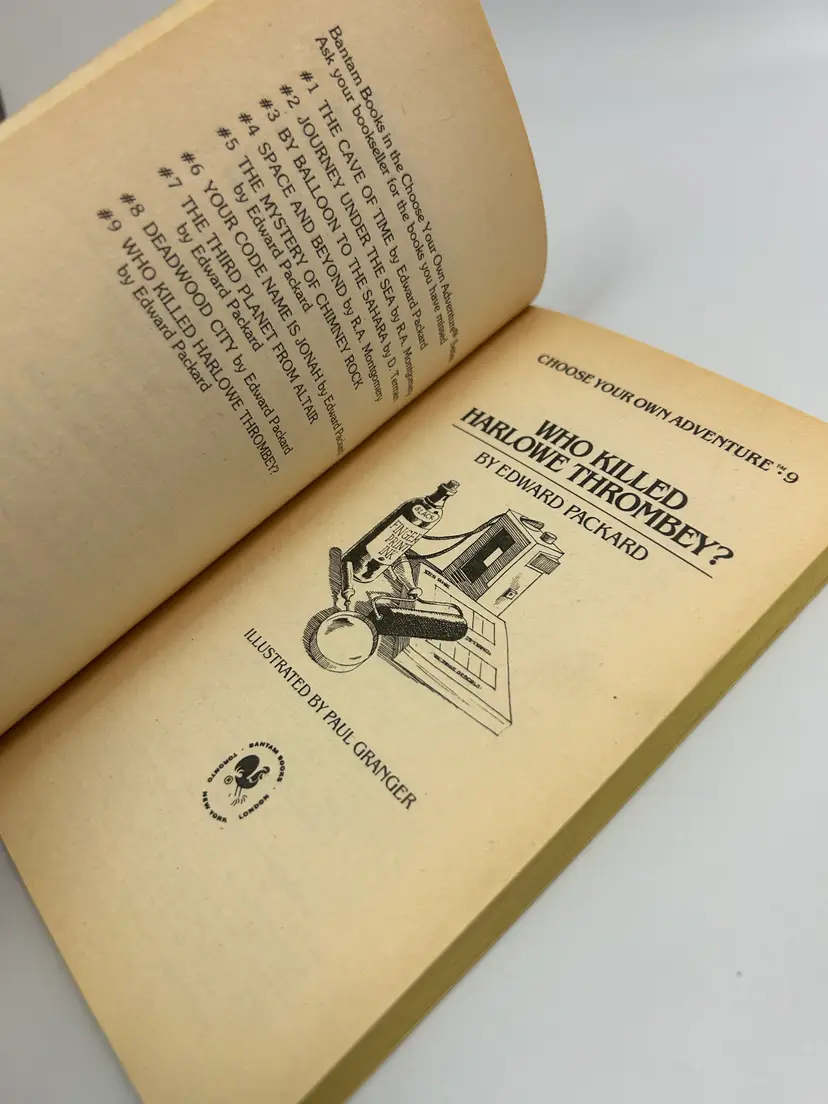 Bantam Books in the Choose Your Own Adventure®
Ask your bookseller for the books you have missed
#1 THE CAVE OF TIME by Edward Packard
#2 JOURNEY UNDER THE SEA by R.A. Montgomery
#3 BY BALLOON TO THE SAHARA by D. Terman
#4 SPACE AND BEYOND by R.A. Montgomery
#5 THE MYSTERY OF CHIMNEY ROCK
by Edward Packard
#6 YOUR CODE NAME IS JONAH by Edward Packard
#7 THE THIRD PLANET FROM ALTAIR
by Edward Packard
#8 DEADWOOD CITY by Edward Packard
#9 WHO KILLED HARLOWE THROMBEY?
by Edward Packard
CHOOSE YOUR OWN ADVENTURE™•9
WHO KILLED
HARLOWE THROMBEY?
BY EDWARD PACKARD
BLACK
FINGER
PRINT
INK
ILLUSTRATED BY PAUL GRANGER
BANTAM BOOKS
TORONTO • NEW YORK • LONDON